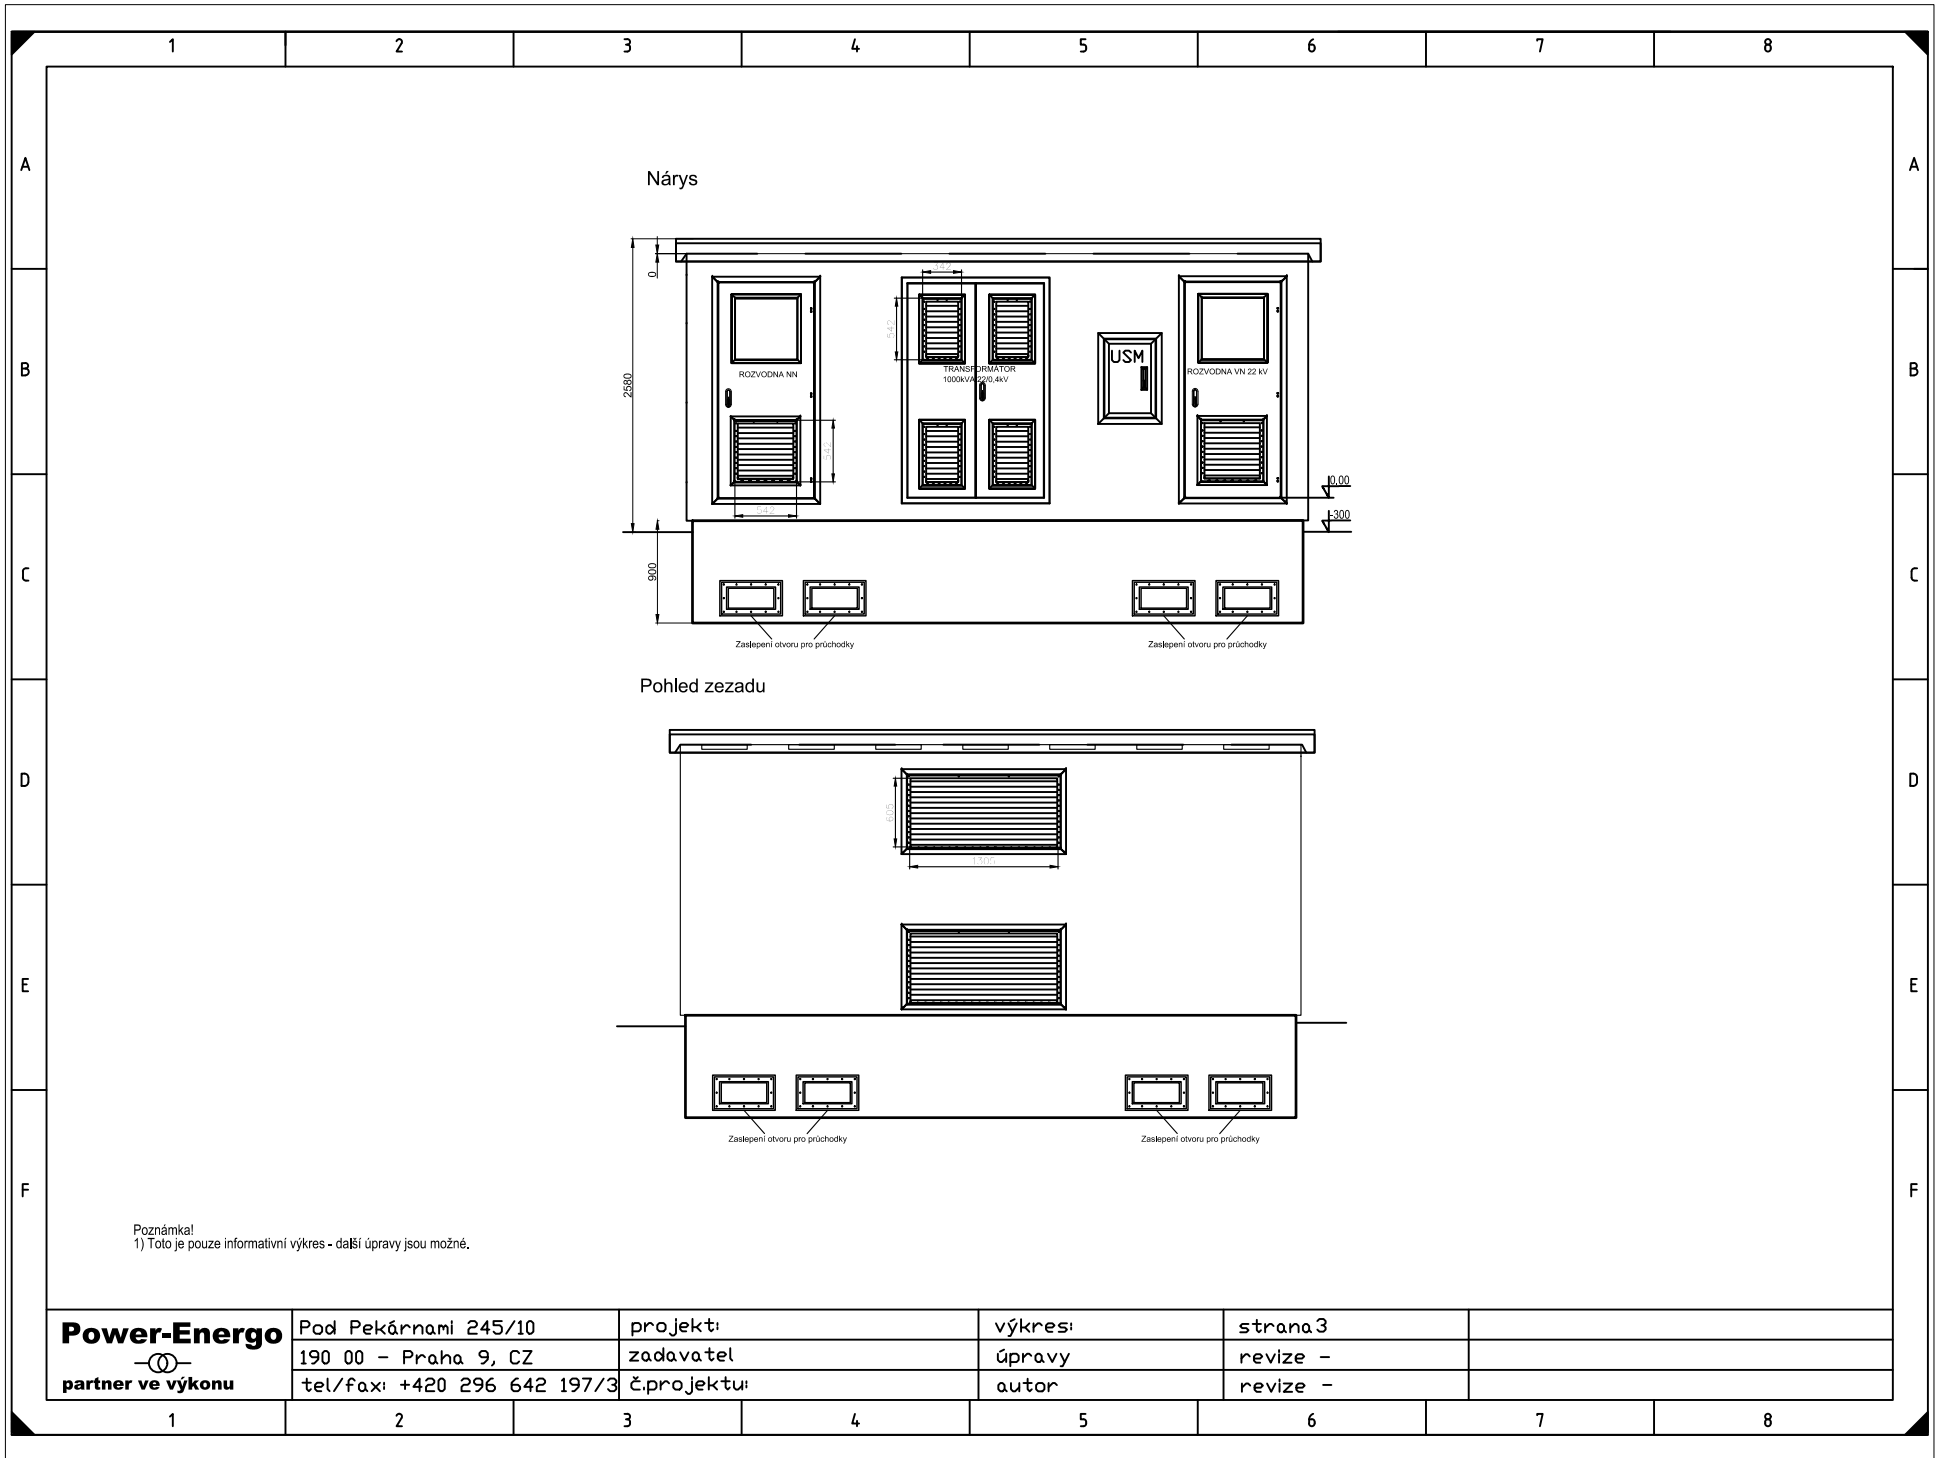 1 2 3 4 5 6 7 8
A A
Nárys
0
342
542
B B
2580
USM
ROZVODNA NN
TRANSFORMÁTOR
1000kVA 22/0,4kV
ROZVODNA VN 22 kV
542
542
0,00
-300
C C
900
Zaslepení otvoru pro průchodky
Zaslepení otvoru pro průchodky
Pohled zezadu
D D
605
1305
E E
Zaslepení otvoru pro průchodky
Zaslepení otvoru pro průchodky
F F
Poznámka!
1) Toto je pouze informativní výkres - další úpravy jsou možné.
Power-Energo
partner ve výkonu
Pod Pekárnami 245/10
190 00 - Praha 9, CZ
tel/fax: +420 296 642 197/3
projekt:
zadavatel
č.projektu:
výkres:
úpravy
autor
strana3
revize -
revize -
1 2 3 4 5 6 7 8